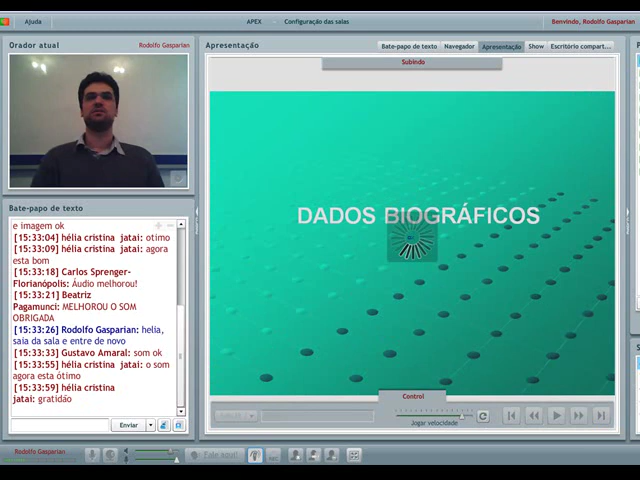 Ajuda
APEX
Configuração das salas
Benvindo, Rodolfo Gasparian
Orador atual
Rodolfo Gasparian
Apresentação
Bate-papo de texto
Navegador
Apresentação
Show
Escritório compart...
Subindo
DADOS BIOGRÁFICOS
Bate-papo de texto
e imagem ok
[15:33:04] hélia cristina jatai: otimo
[15:33:09] hélia cristina jatai: agora
esta bom
[15:33:18] Carlos Sprenger-
Florianópolis: Áudio melhorou!
[15:33:21] Beatriz
Pagamunci: MELHOROU O SOM
OBRIGADA
[15:33:26] Rodolfo Gasparian: helia,
saia da sala e entre de novo
[15:33:33] Gustavo Amaral: som ok
[15:33:55] hélia cristina jatai: o som
agora esta ótimo
[15:33:59] hélia cristina
jatai: gratidáo
Enviar
Control
Jogar velocidade
Rodolfo Gasparian
Fale aqui!